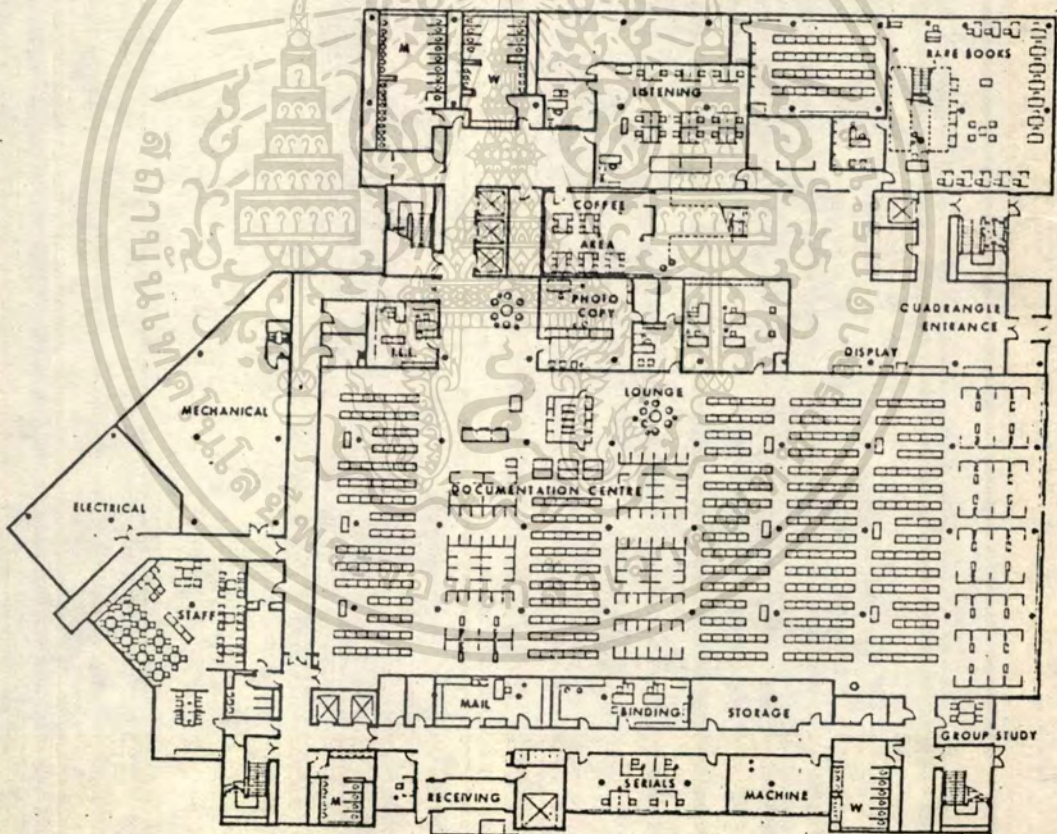 M
W
LISTENING
RARE BOOKS
COFFEE
AREA
PHOTO
COPY
I.L.L.
QUADRANGLE
ENTRANCE
DISPLAY
LOUNGE
MECHANICAL
DOCUMENTATION CENTRE
ELECTRICAL
STAFF
MAIL
BINDING
STORAGE
GROUP STUDY
M
RECEIVING
SERIALS
MACHINE
W